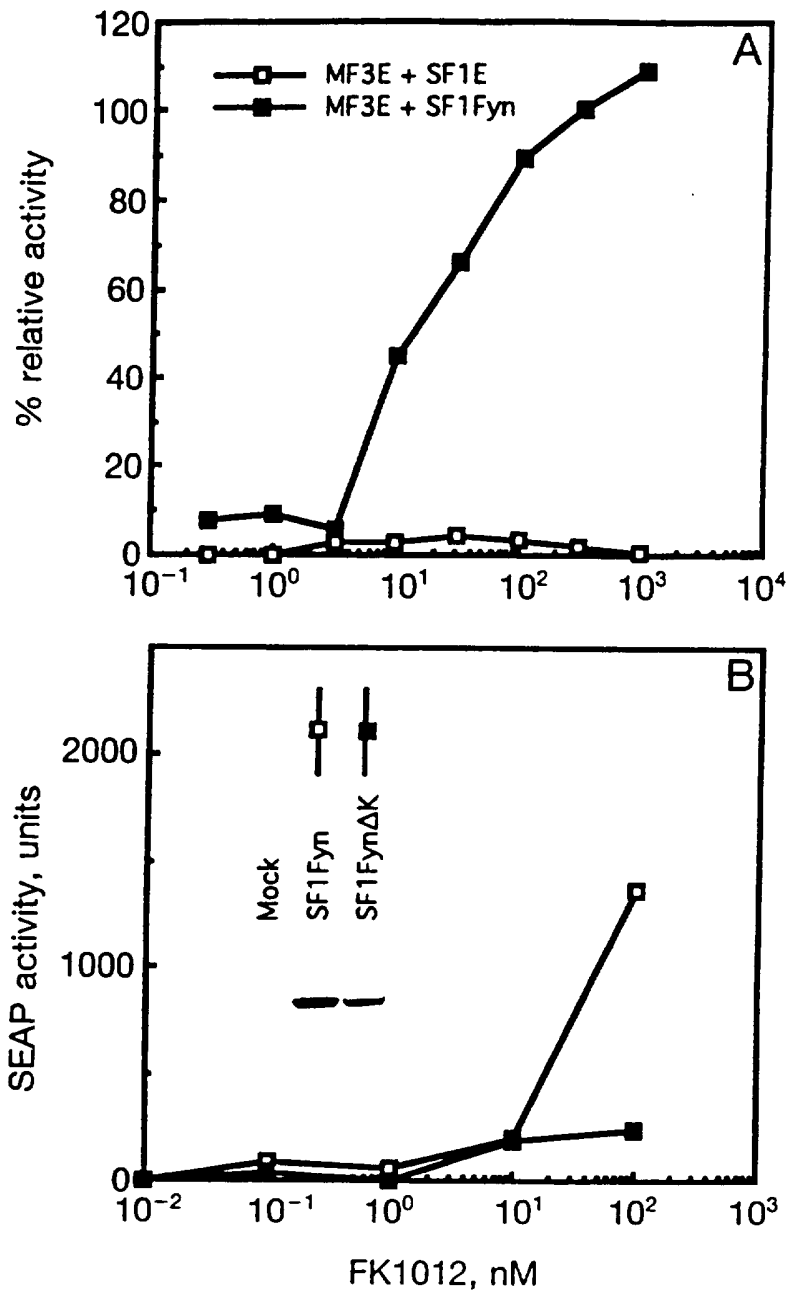 A
MF3E + SF1E
MF3E + SF1Fyn
% relative activity
120
100
80
60
40
20
0
10⁻¹ 10⁰ 10¹ 10² 10³ 10⁴
B
SEAP activity, units
2000
1000
0
Mock
SF1Fyn
SF1FynΔK
10⁻² 10⁻¹ 10⁰ 10¹ 10² 10³
FK1012, nM